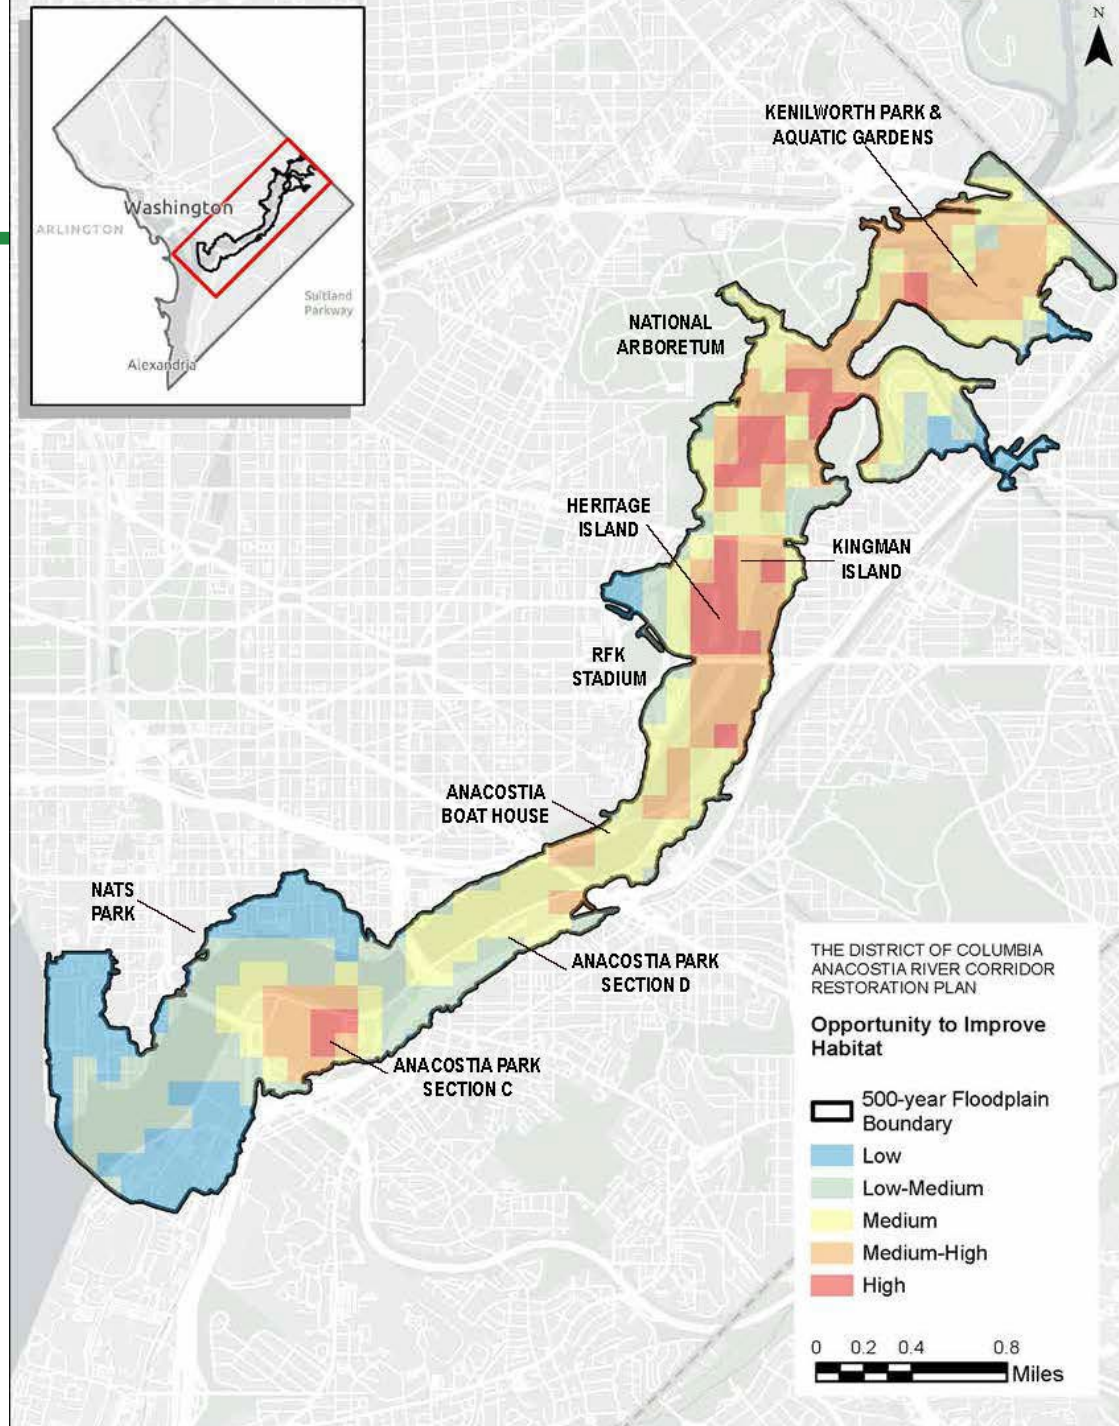 N
Washington
ARLINGTON
Suitland
Parkway
Alexandria
KENILWORTH PARK &
AQUATIC GARDENS
NATIONAL
ARBORETUM
HERITAGE
ISLAND
KINGMAN
ISLAND
RFK
STADIUM
ANACOSTIA
BOAT HOUSE
NATS
PARK
ANACOSTIA PARK
SECTION D
ANACOSTIA PARK
SECTION C
THE DISTRICT OF COLUMBIA
ANACOSTIA RIVER CORRIDOR
RESTORATION PLAN
Opportunity to Improve
Habitat
500-year Floodplain
Boundary
Low
Low-Medium
Medium
Medium-High
High
0 0.2 0.4 0.8
Miles